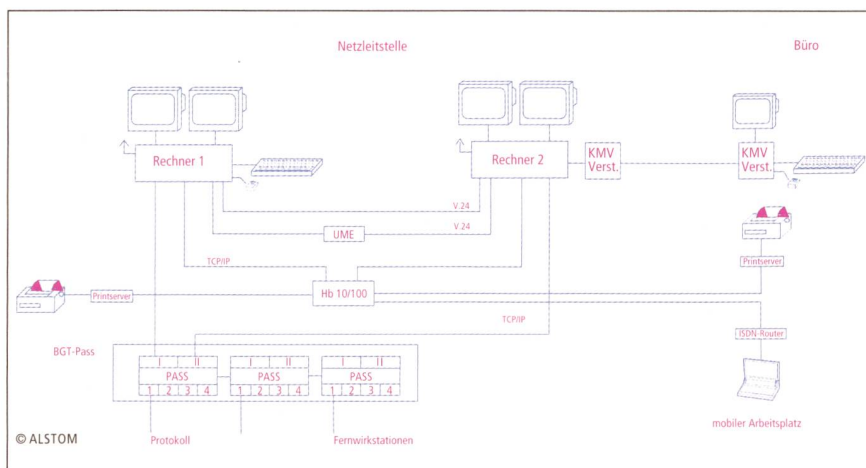 Netzleitstelle
Büro
Rechner 1
Rechner 2
KMV
Verst.
KMV
Verst.
V.24
UME
V.24
TCP/IP
Printserver
Hb 10/100
Printserver
TCP/IP
ISDN-Router
BGT-Pass
I II
PASS
1 2 3 4
I II
PASS
1 2 3 4
I II
PASS
1 2 3 4
mobiler Arbeitsplatz
© ALSTOM
Protokoll
Fernwirkstationen